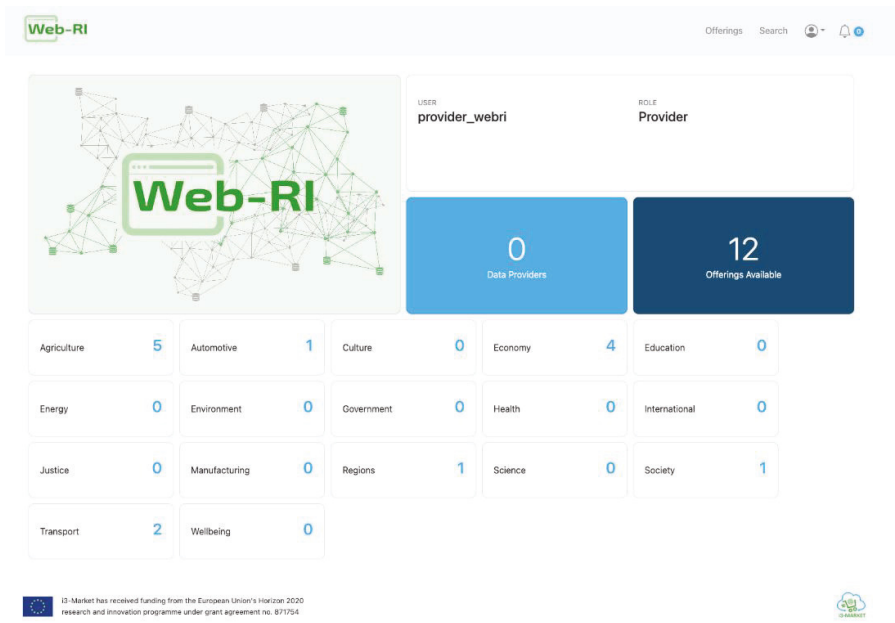 Web-RI
Offerings Search
0
Web-RI
USER
provider_webri
ROLE
Provider
0
Data Providers
12
Offerings Available
Agriculture 5
Automotive 1
Culture 0
Economy 4
Education 0
Energy 0
Environment 0
Government 0
Health 0
International 0
Justice 0
Manufacturing 0
Regions 1
Science 0
Society 1
Transport 2
Wellbeing 0
i3-Market has received funding from the European Union's Horizon 2020
research and innovation programme under grant agreement no. 871754
i3-MARKET